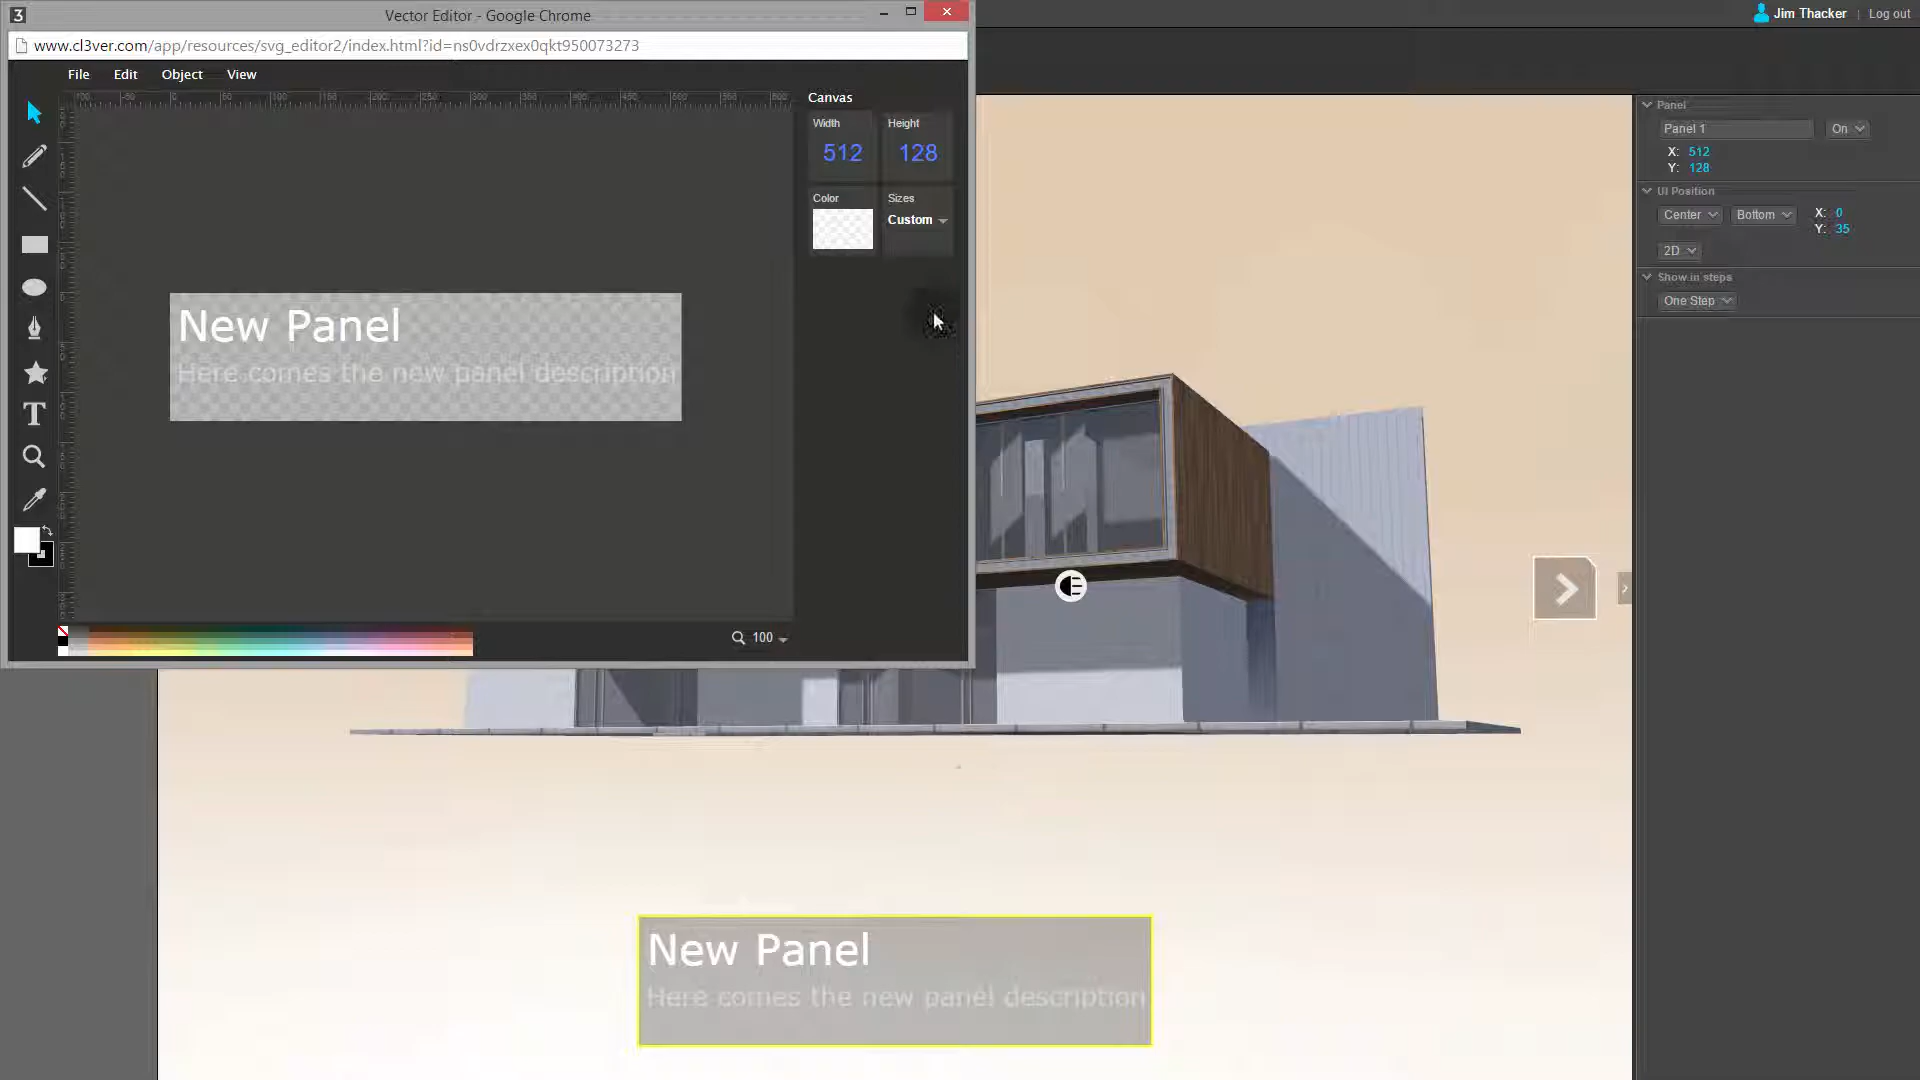 Vector Editor - Google Chrome
www.cl3ver.com/app/resources/svg_editor2/index.html?id=ns0vdrzxex0qkt950073273
File Edit Object View
Canvas
Width Height
512 128
Color Sizes
Custom
New Panel
Here comes the new panel description
100
Jim Thacker | Log out
Panel
Panel 1 On
X: 512
Y: 128
UI Position
Center Bottom X: 0
Y: 35
2D
Show in steps
One Step
New Panel
Here comes the new panel description